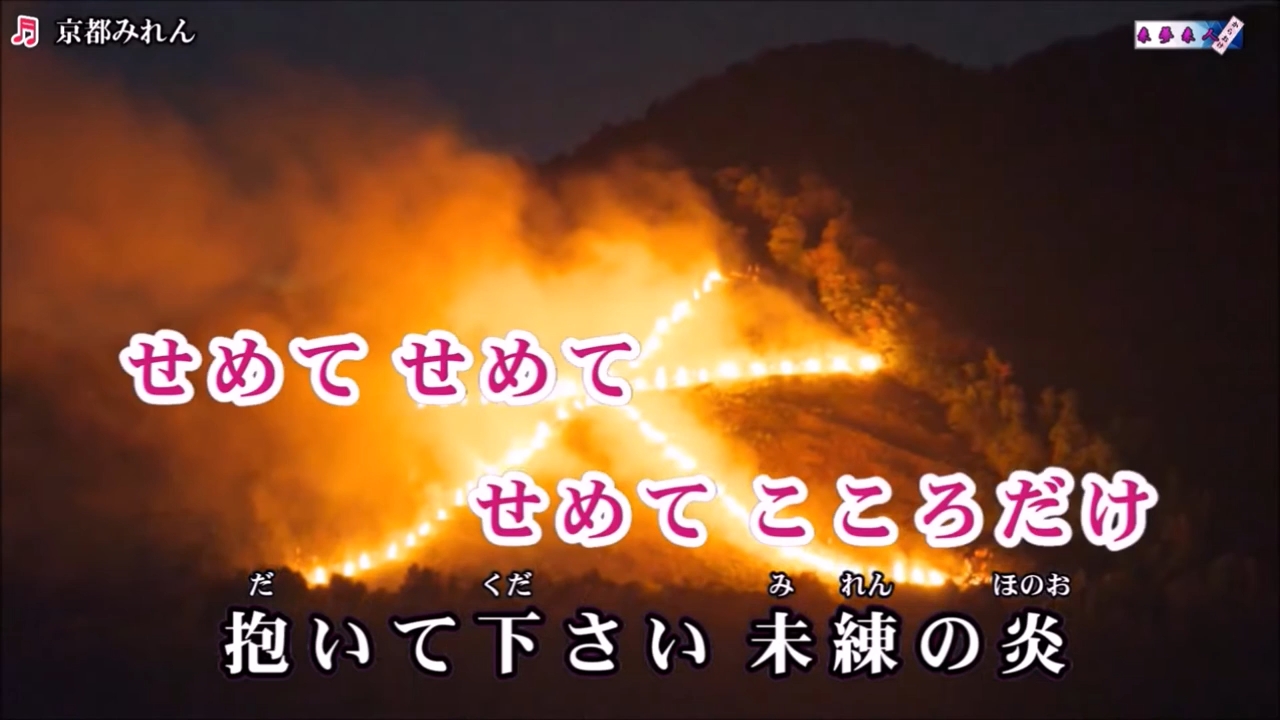 京都みれん
せめて せめて
せめて こころだけ
だ くだ み れん ほのお
抱いて下さい 未練の炎